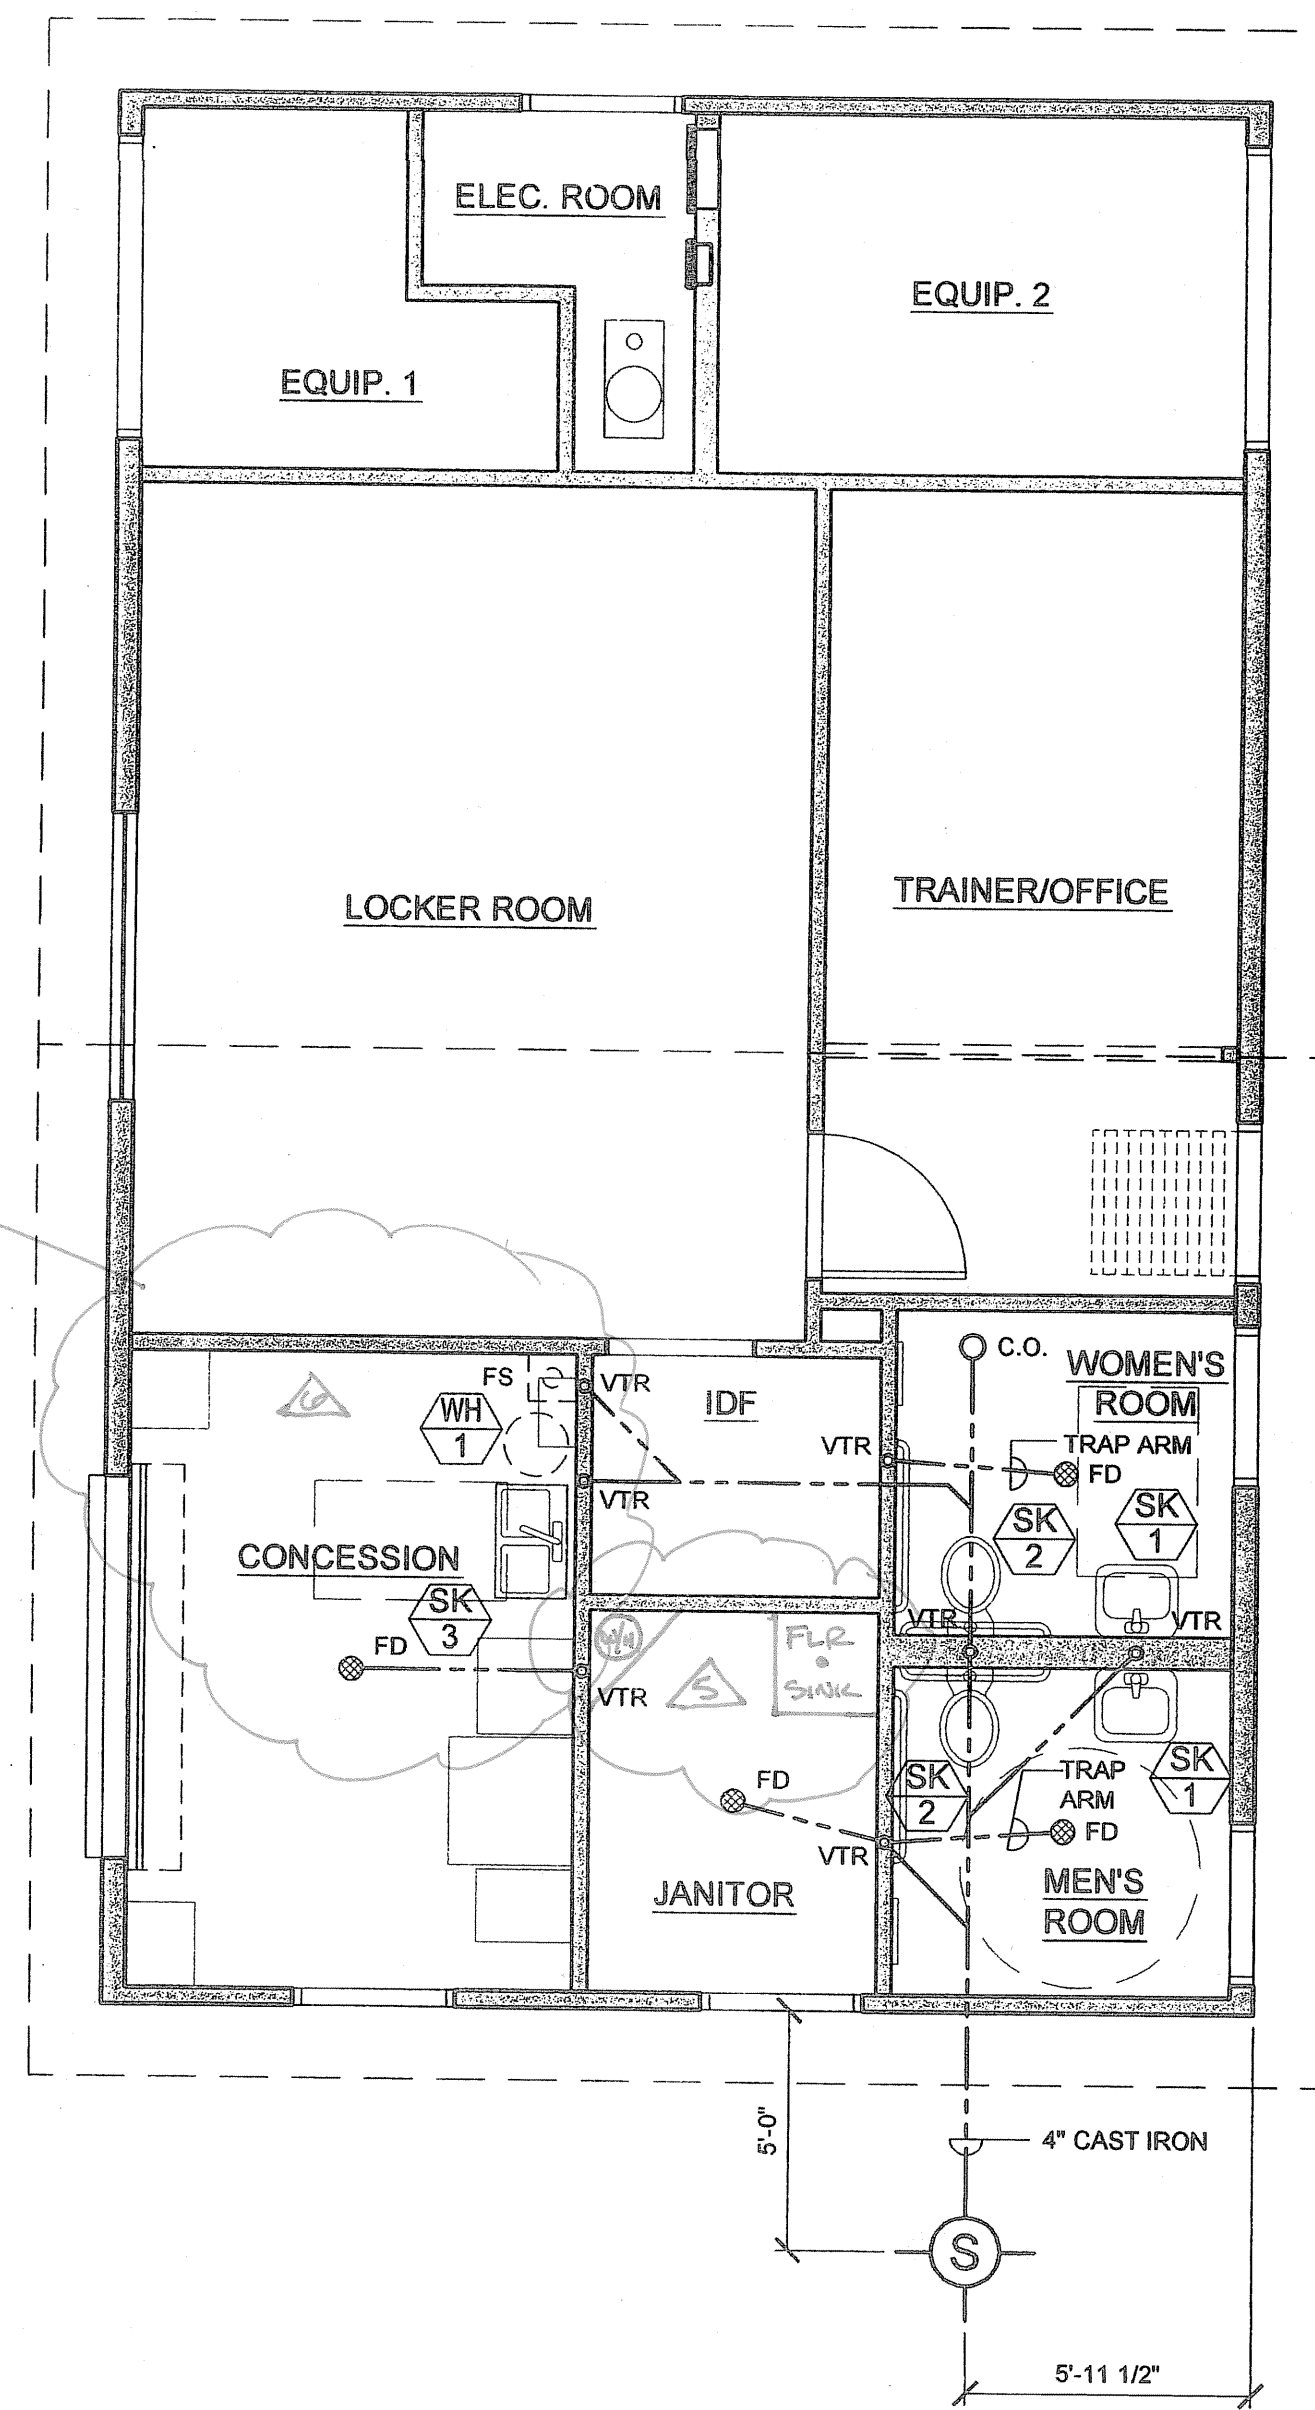 ELEC. ROOM
EQUIP. 2
EQUIP. 1
LOCKER ROOM
TRAINER/OFFICE
C.O.
WOMEN'S
ROOM
FS
VTR
IDF
6
WH
1
VTR
TRAP ARM
FD
VTR
SK
1
SK
2
CONCESSION
SK
3
VTR
VTR
FD
VTR
FLR
SINK
5
FD
SK
2
TRAP
ARM
SK
1
FD
VTR
JANITOR
MEN'S
ROOM
5'-0"
4" CAST IRON
S
5'-11 1/2"